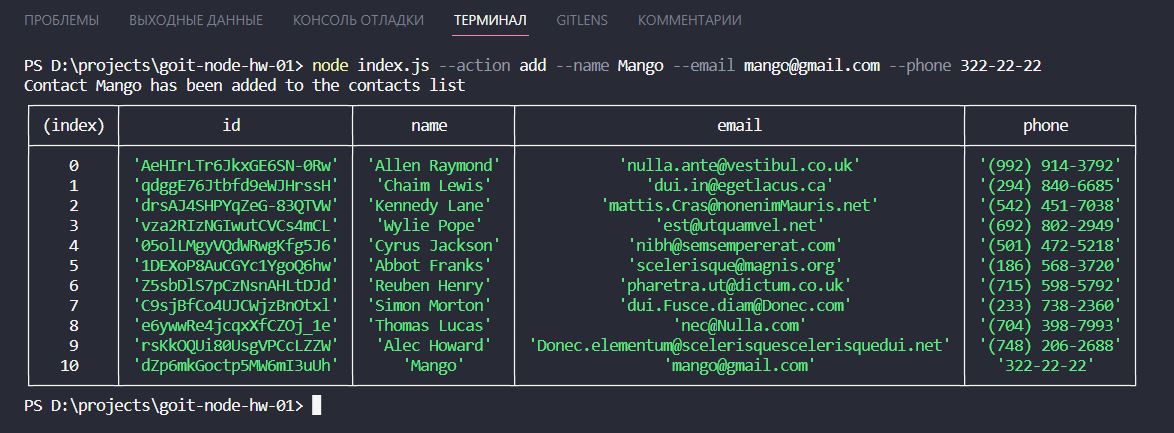 ПРОБЛЕМЫ ВЫХОДНЫЕ ДАННЫЕ КОНСОЛЬ ОТЛАДКИ ТЕРМИНАЛ GITLENS КОММЕНТАРИИ
PS D:\projects\goit-node-hw-01> node index.js --action add --name Mango --email mango@gmail.com --phone 322-22-22
Contact Mango has been added to the contacts list
(index) id name email phone
0 'AeHIrLTr6JkxGE6SN-0Rw' 'Allen Raymond' 'nulla.ante@vestibul.co.uk' '(992) 914-3792'
1 'qdggE76Jtbfd9eWJHrssH' 'Chaim Lewis' 'dui.in@egetlacus.ca' '(294) 840-6685'
2 'drsAJ4SHPYqZeG-83QTVW' 'Kennedy Lane' 'mattis.Cras@nonenimMauris.net' '(542) 451-7038'
3 'vza2RIzNGIwutCVCs4mCL' 'Wylie Pope' 'est@utquamvel.net' '(692) 802-2949'
4 '05olLMgyVQdWRwgKfg5J6' 'Cyrus Jackson' 'nibh@semsempererat.com' '(501) 472-5218'
5 '1DEXoP8AuCGYc1YgoQ6hw' 'Abbot Franks' 'scelerisque@magnis.org' '(186) 568-3720'
6 'Z5sbDlS7pCzNsnAHLtDJd' 'Reuben Henry' 'pharetra.ut@dictum.co.uk' '(715) 598-5792'
7 'C9sjBfCo4UJCWjzBnOtxl' 'Simon Morton' 'dui.Fusce.diam@Donec.com' '(233) 738-2360'
8 'e6ywwRe4jcqxXfCZOj_1e' 'Thomas Lucas' 'nec@Nulla.com' '(704) 398-7993'
9 'rsKkOQUi80UsgVPCcLZZW' 'Alec Howard' 'Donec.elementum@scelerisquescelerisquedui.net' '(748) 206-2688'
10 'dZp6mkGoctp5MW6mI3uUh' 'Mango' 'mango@gmail.com' '322-22-22'
PS D:\projects\goit-node-hw-01>